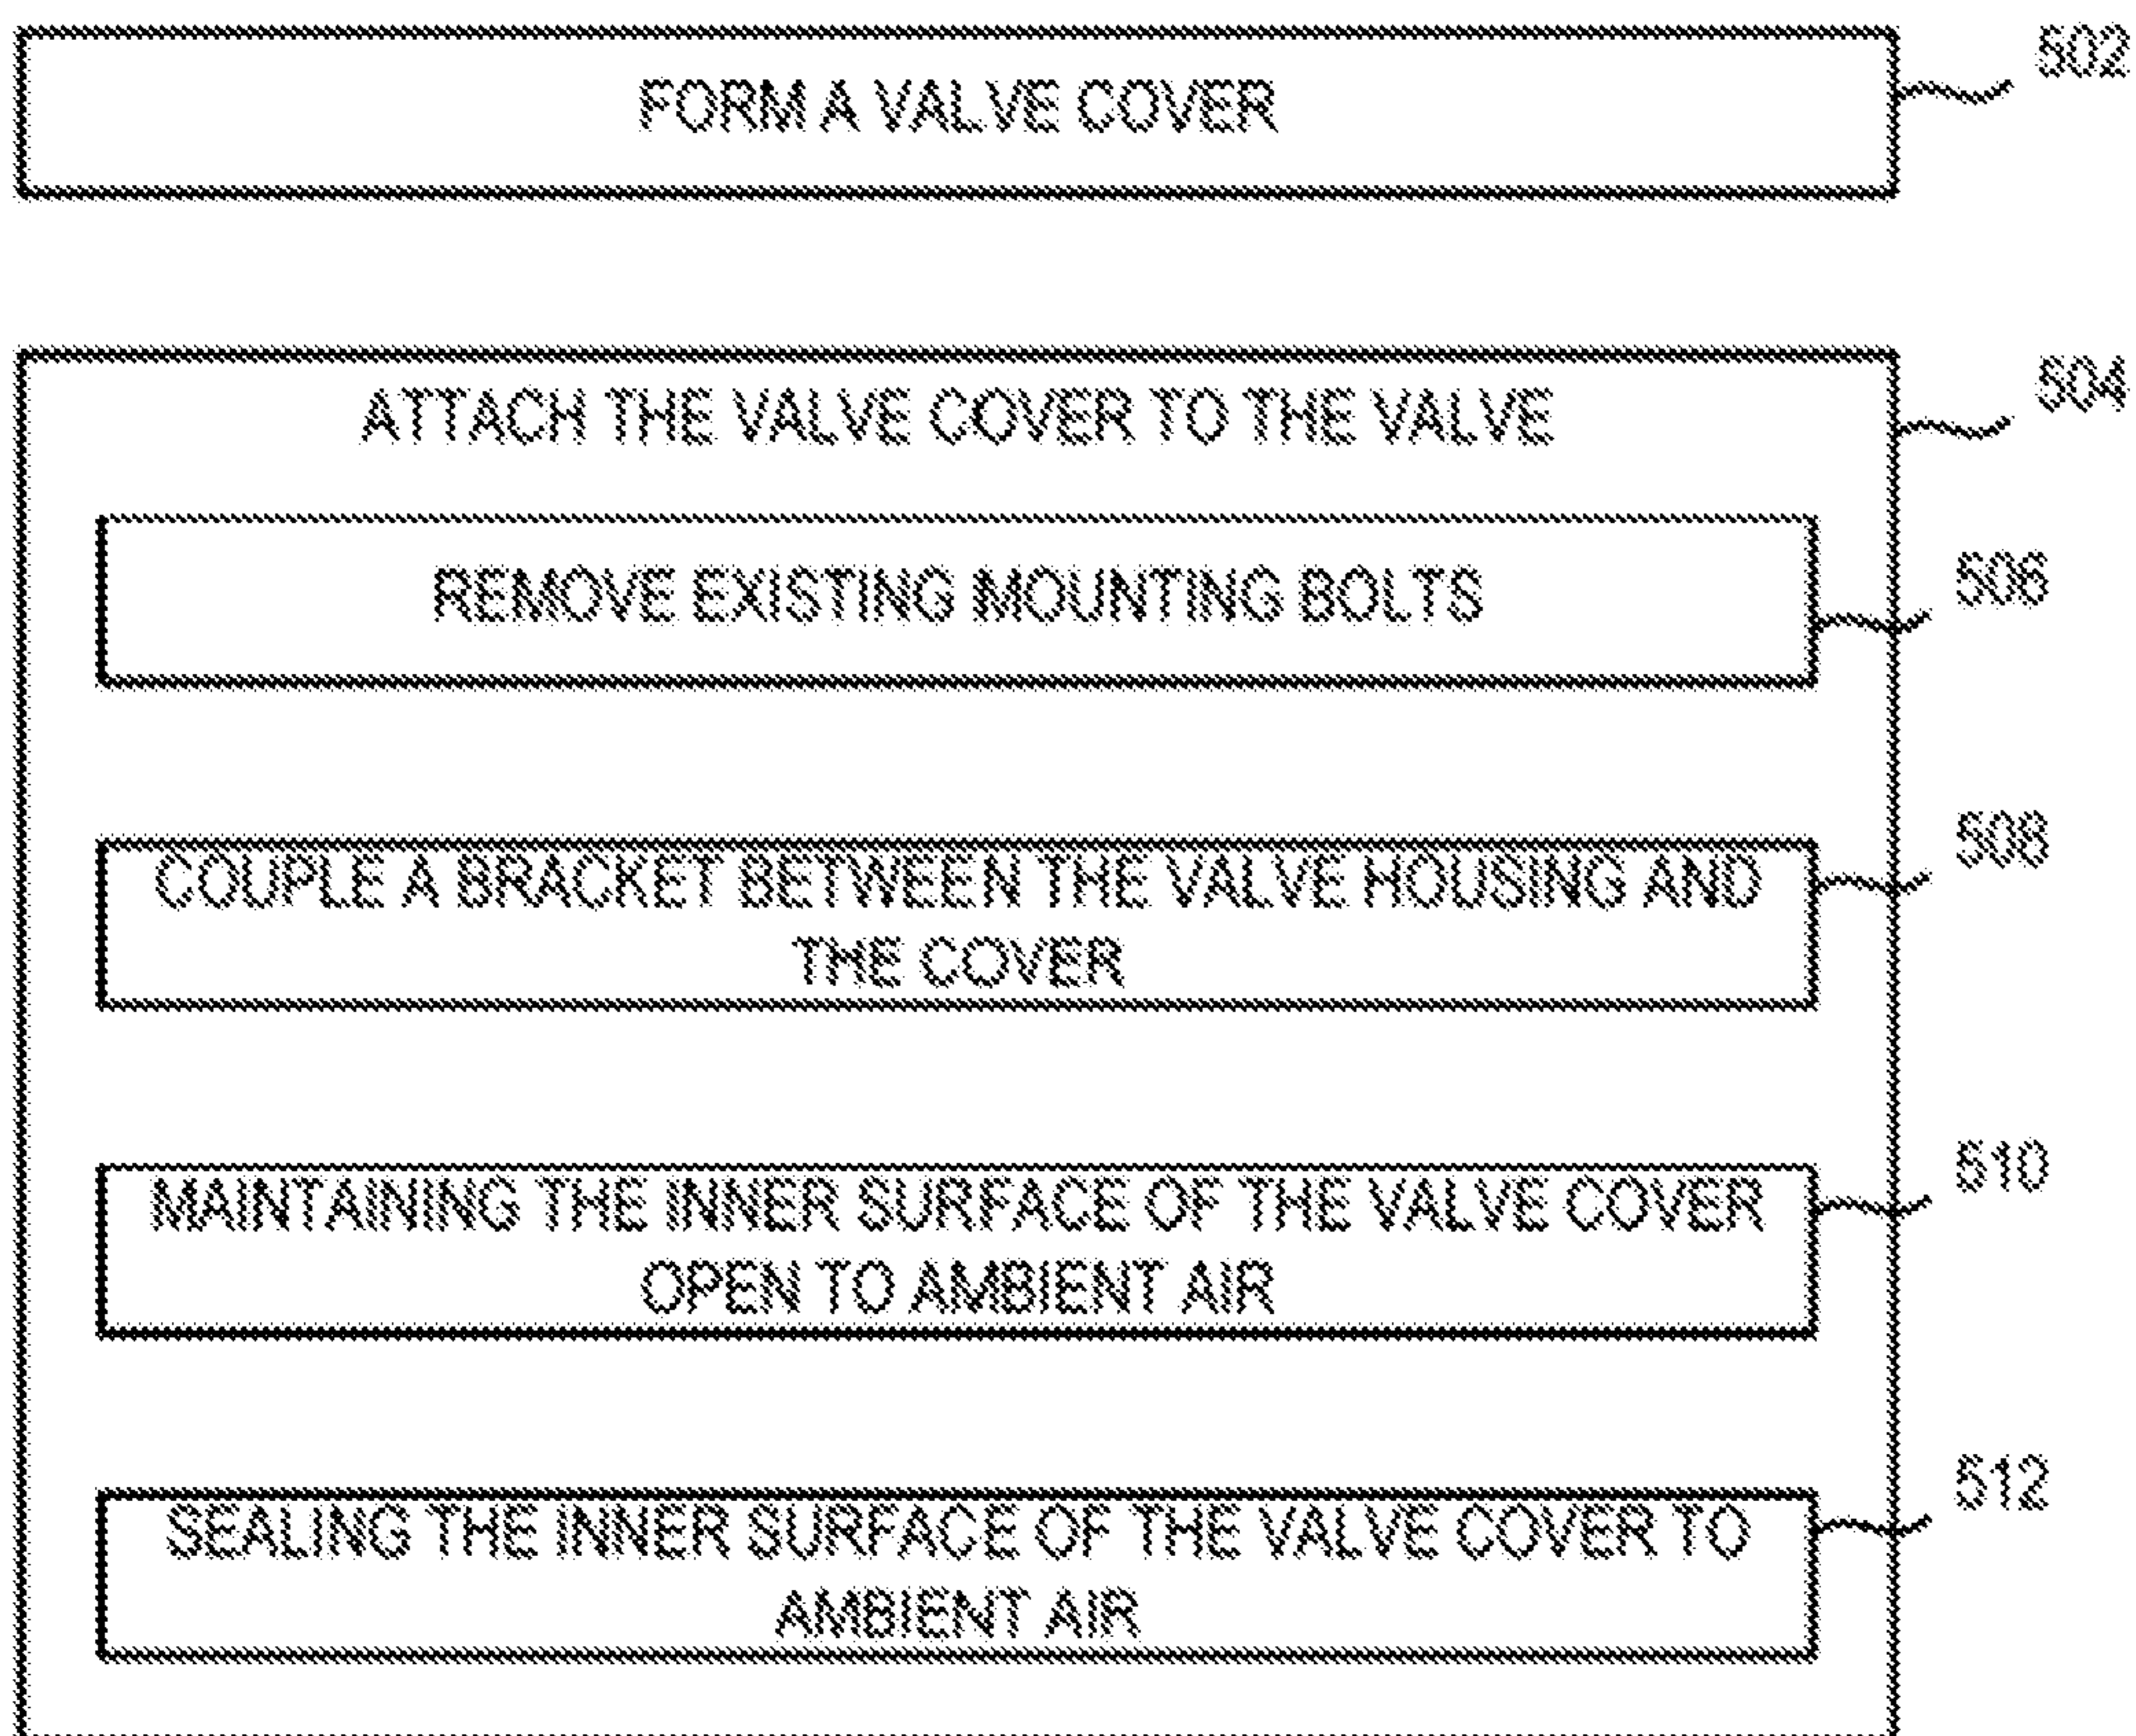 FORM A VALVE COVER
502
ATTACH THE VALVE COVER TO THE VALVE
504
REMOVE EXISTING MOUNTING BOLTS
506
COUPLE A BRACKET BETWEEN THE VALVE HOUSING AND
THE COVER
508
MAINTAINING THE INNER SURFACE OF THE VALVE COVER
OPEN TO AMBIENT AIR
510
SEALING THE INNER SURFACE OF THE VALVE COVER TO
AMBIENT AIR
512